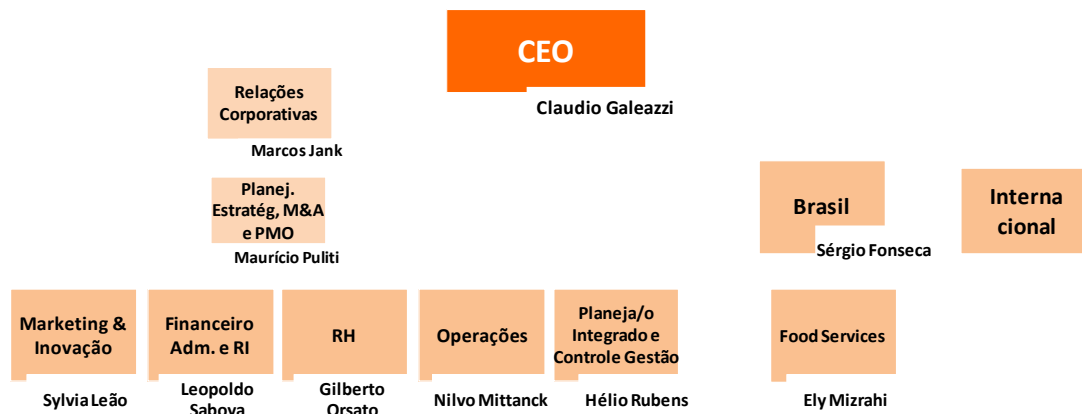 CEO
Claudio Galeazzi
Relações
Corporativas
Marcos Jank
Planej.
Estratég, M&A
e PMO
Maurício Puliti
Brasil
Sérgio Fonseca
Interna
cional
Marketing &
Inovação
Sylvia Leão
Financeiro
Adm. e RI
Leopoldo
Saboya
RH
Gilberto
Orsato
Operações
Nilvo Mittanck
Planeja/o
Integrado e
Controle Gestão
Hélio Rubens
Food Services
Ely Mizrahi